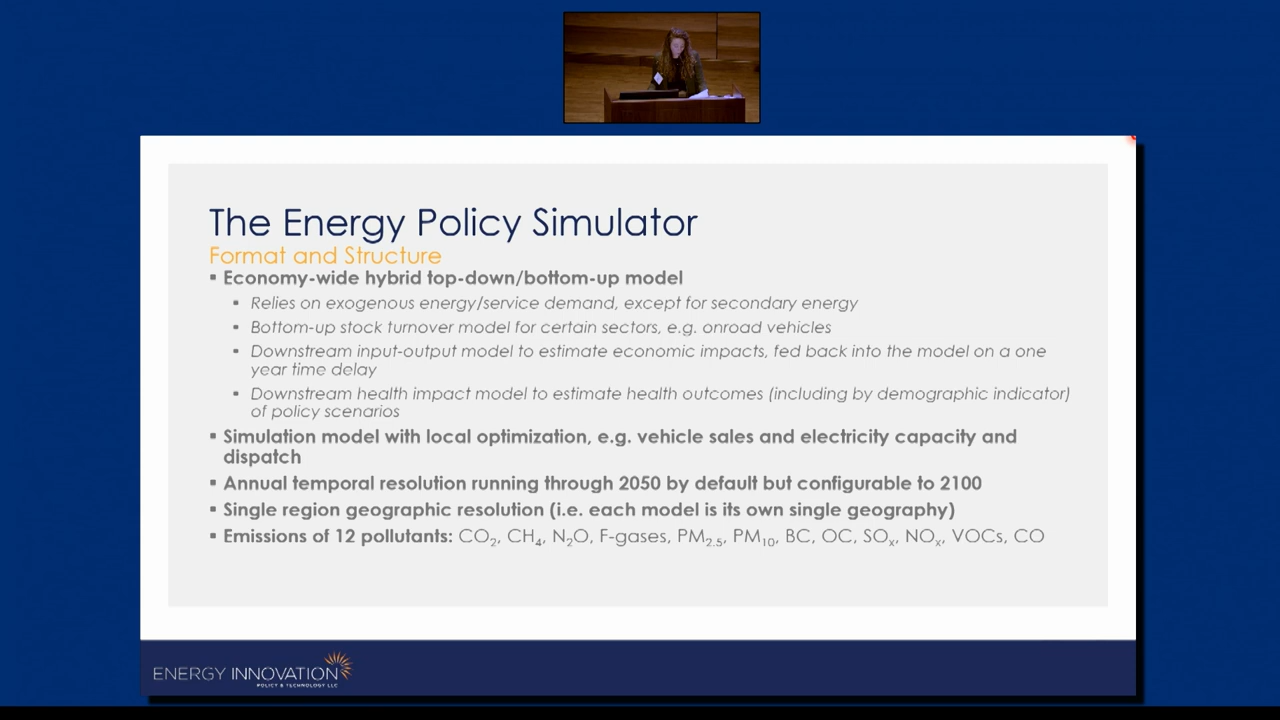 The Energy Policy Simulator
Format and Structure
▪ Economy-wide hybrid top-down/bottom-up model
▪ Relies on exogenous energy/service demand, except for secondary energy
▪ Bottom-up stock turnover model for certain sectors, e.g. onroad vehicles
▪ Downstream input-output model to estimate economic impacts, fed back into the model on a one
year time delay
▪ Downstream health impact model to estimate health outcomes (including by demographic indicator)
of policy scenarios
▪ Simulation model with local optimization, e.g. vehicle sales and electricity capacity and
dispatch
▪ Annual temporal resolution running through 2050 by default but configurable to 2100
▪ Single region geographic resolution (i.e. each model is its own single geography)
▪ Emissions of 12 pollutants: CO₂, CH₄, N₂O, F-gases, PM₂.₅, PM₁₀, BC, OC, SOₓ, NOₓ, VOCs, CO
ENERGY INNOVATION
POLICY & TECHNOLOGY LLC